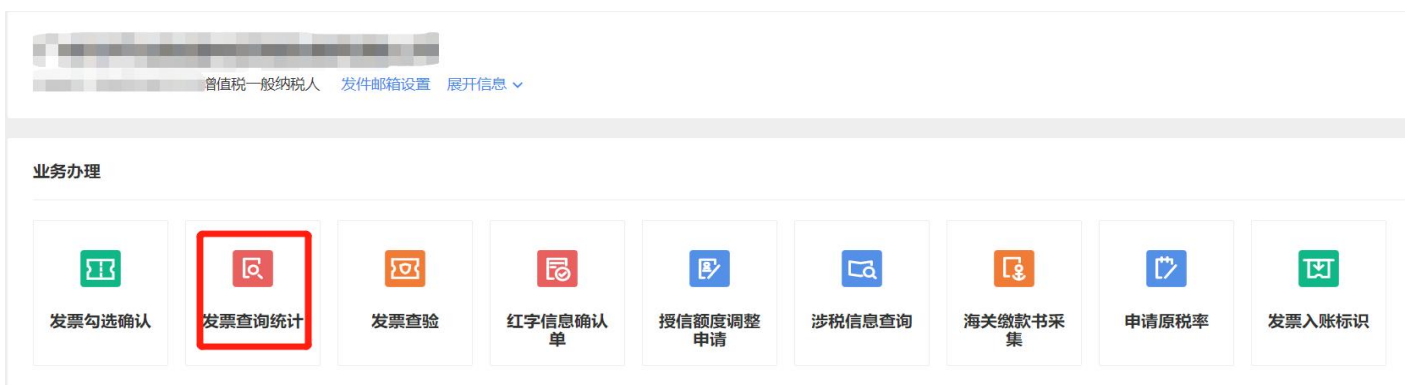 增值税一般纳税人 发件邮箱设置 展开信息
业务办理
发票勾选确认 发票查询统计 发票查验 红字信息确认单 授信额度调整申请 涉税信息查询 海关缴款书采集 申请原税率 发票入账标识